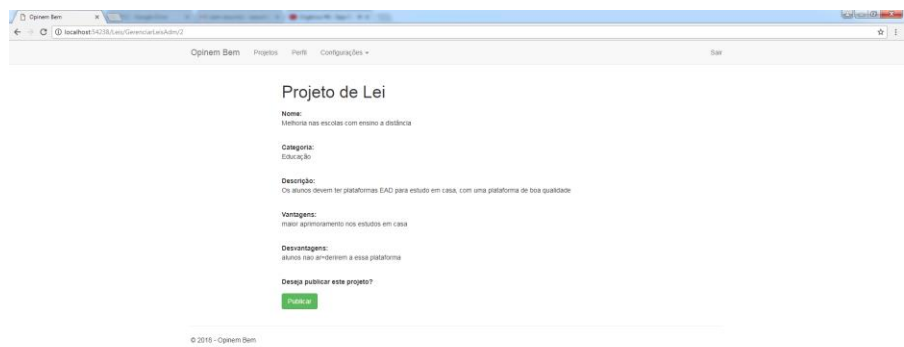 Opinem Bem
localhost:54238/Leis/GerenciarLeisAdm/2
Opinem Bem Projetos Perfil Configurações Sair
Projeto de Lei
Nome:
Melhoria nas escolas com ensino a distância
Categoria:
Educação
Descrição:
Os alunos devem ter plataformas EAD para estudo em casa, com uma plataforma de boa qualidade
Vantagens:
maior aprimoramento nos estudos em casa
Desvantagens:
alunos nao ar=derirem a essa plataforma
Deseja publicar este projeto?
Publicar
© 2016 - Opinem Bem